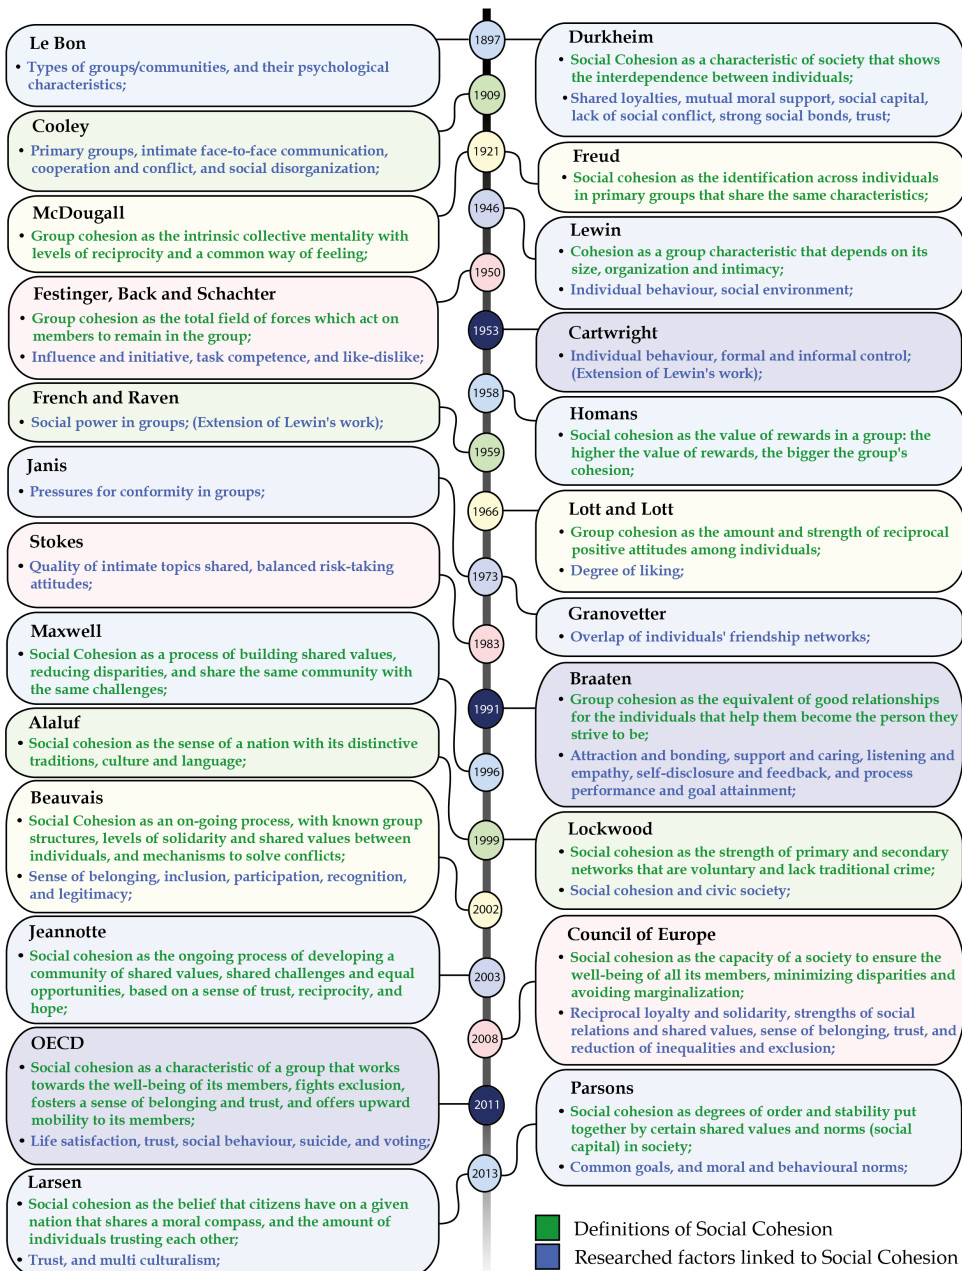 Le Bon
• Types of groups/communities, and their psychological
characteristics;
1897
Durkheim
• Social Cohesion as a characteristic of society that shows
the interdependence between individuals;
• Shared loyalties, mutual moral support, social capital,
lack of social conflict, strong social bonds, trust;
1909
Cooley
• Primary groups, intimate face-to-face communication,
cooperation and conflict, and social disorganization;
1921
Freud
• Social cohesion as the identification across individuals
in primary groups that share the same characteristics;
McDougall
• Group cohesion as the intrinsic collective mentality with
levels of reciprocity and a common way of feeling;
1946
Lewin
• Cohesion as a group characteristic that depends on its
size, organization and intimacy;
• Individual behaviour, social environment;
1950
Festinger, Back and Schachter
• Group cohesion as the total field of forces which act on
members to remain in the group;
• Influence and initiative, task competence, and like-dislike;
1953
Cartwright
• Individual behaviour, formal and informal control;
(Extension of Lewin's work);
1958
French and Raven
• Social power in groups; (Extension of Lewin's work);
Homans
• Social cohesion as the value of rewards in a group: the
higher the value of rewards, the bigger the group's
cohesion;
1959
Janis
• Pressures for conformity in groups;
1966
Lott and Lott
• Group cohesion as the amount and strength of reciprocal
positive attitudes among individuals;
• Degree of liking;
Stokes
• Quality of intimate topics shared, balanced risk-taking
attitudes;
1973
Granovetter
• Overlap of individuals' friendship networks;
1983
Maxwell
• Social Cohesion as a process of building shared values,
reducing disparities, and share the same community with
the same challenges;
1991
Braaten
• Group cohesion as the equivalent of good relationships
for the individuals that help them become the person they
strive to be;
• Attraction and bonding, support and caring, listening and
empathy, self-disclosure and feedback, and process
performance and goal attainment;
Alaluf
• Social cohesion as the sense of a nation with its distinctive
traditions, culture and language;
1996
Beauvais
• Social Cohesion as an on-going process, with known group
structures, levels of solidarity and shared values between
individuals, and mechanisms to solve conflicts;
• Sense of belonging, inclusion, participation, recognition,
and legitimacy;
1999
Lockwood
• Social cohesion as the strength of primary and secondary
networks that are voluntary and lack traditional crime;
• Social cohesion and civic society;
2002
Jeannotte
• Social cohesion as the ongoing process of developing a
community of shared values, shared challenges and equal
opportunities, based on a sense of trust, reciprocity, and
hope;
2003
Council of Europe
• Social cohesion as the capacity of a society to ensure the
well-being of all its members, minimizing disparities and
avoiding marginalization;
• Reciprocal loyalty and solidarity, strengths of social
relations and shared values, sense of belonging, trust, and
reduction of inequalities and exclusion;
2008
OECD
• Social cohesion as a characteristic of a group that works
towards the well-being of its members, fights exclusion,
fosters a sense of belonging and trust, and offers upward
mobility to its members;
• Life satisfaction, trust, social behaviour, suicide, and voting;
2011
Parsons
• Social cohesion as degrees of order and stability put
together by certain shared values and norms (social
capital) in society;
• Common goals, and moral and behavioural norms;
2013
Larsen
• Social cohesion as the belief that citizens have on a given
nation that shares a moral compass, and the amount of
individuals trusting each other;
• Trust, and multi culturalism;
Definitions of Social Cohesion
Researched factors linked to Social Cohesion